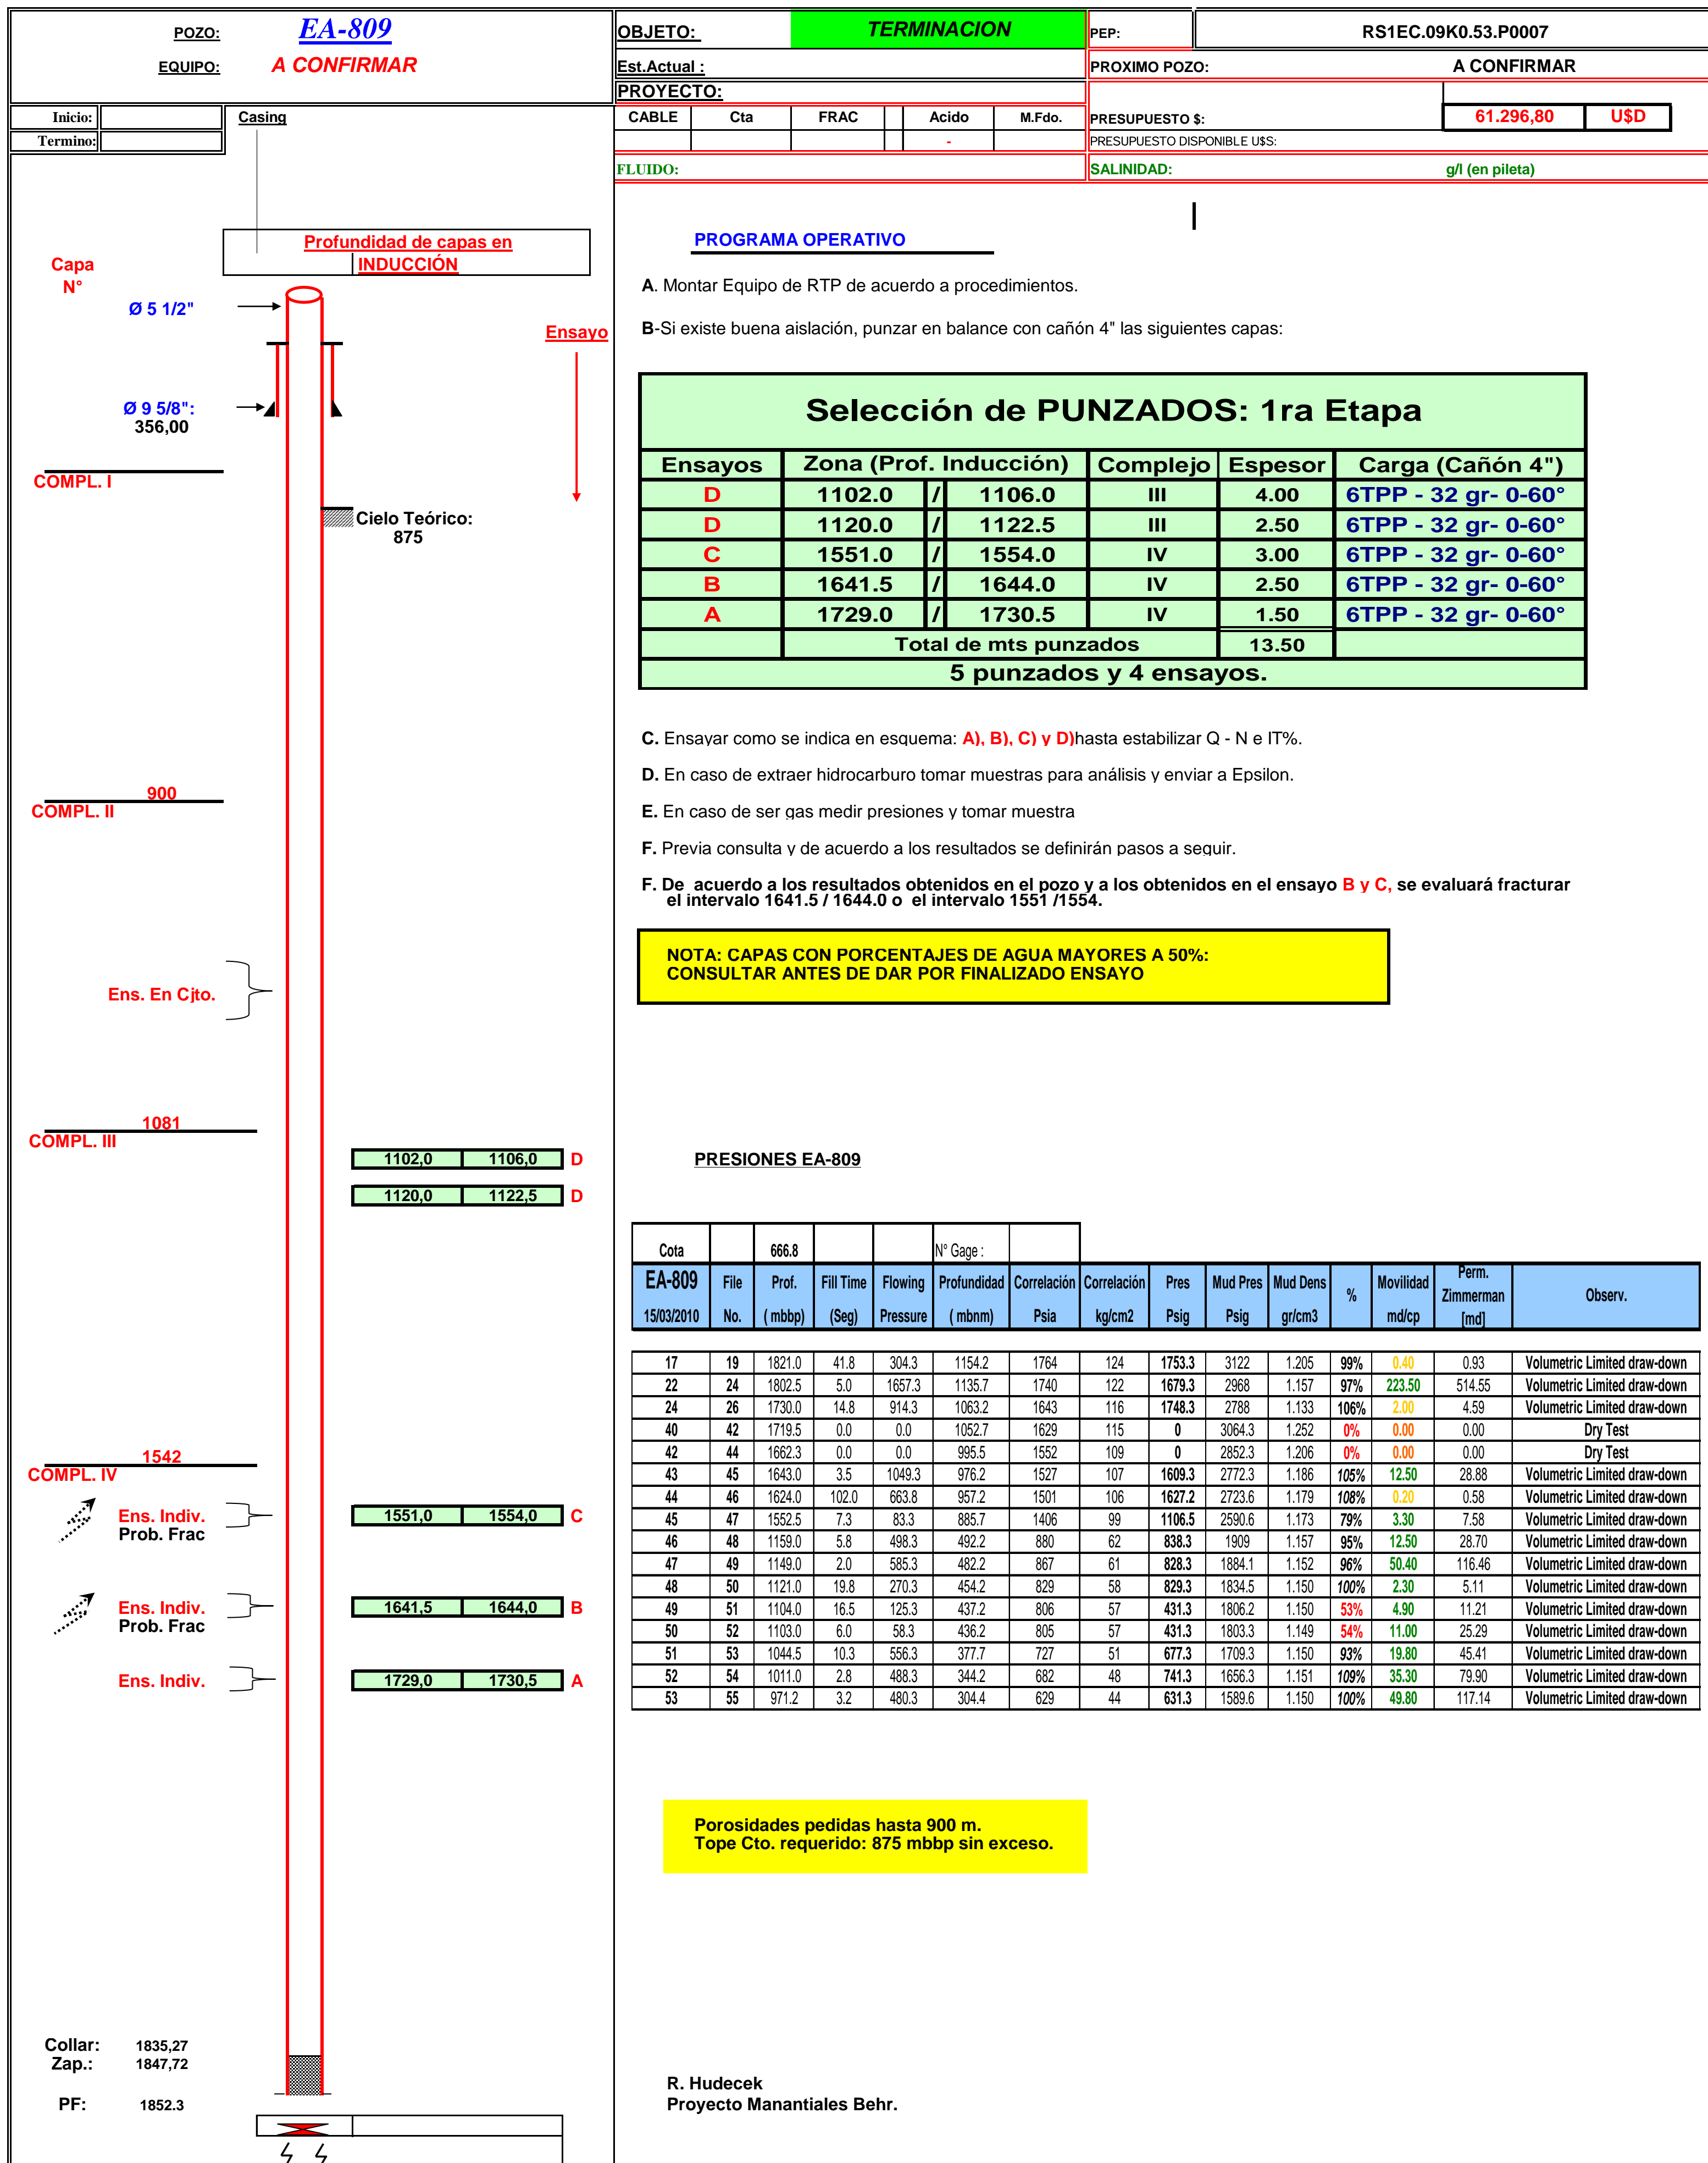 POZO: EA-809
EQUIPO: A CONFIRMAR
OBJETO: TERMINACION
PEP: RS1EC.09K0.53.P0007
Est.Actual :
PROXIMO POZO: A CONFIRMAR
PROYECTO:
Inicio:
Termino:
Casing
CABLE Cta FRAC Acido M.Fdo.
-
PRESUPUESTO $: 61.296,80 U$D
PRESUPUESTO DISPONIBLE U$S:
FLUIDO:
SALINIDAD: g/l (en pileta)
Profundidad de capas en
INDUCCIÓN
Capa
N°
Ø 5 1/2"
Ensayo
Ø 9 5/8":
356,00
COMPL. I
Cielo Teórico:
875
900
COMPL. II
Ens. En Cjto.
1081
COMPL. III
1102,0 1106,0 D
1120,0 1122,5 D
1542
COMPL. IV
Ens. Indiv.
Prob. Frac
1551,0 1554,0 C
Ens. Indiv.
Prob. Frac
1641,5 1644,0 B
Ens. Indiv.
1729,0 1730,5 A
Collar: 1835,27
Zap.: 1847,72
PF: 1852.3
PROGRAMA OPERATIVO
A. Montar Equipo de RTP de acuerdo a procedimientos.
B-Si existe buena aislación, punzar en balance con cañón 4" las siguientes capas:
Selección de PUNZADOS: 1ra Etapa
Ensayos Zona (Prof. Inducción) Complejo Espesor Carga (Cañón 4")
D 1102.0 / 1106.0 III 4.00 6TPP - 32 gr- 0-60°
D 1120.0 / 1122.5 III 2.50 6TPP - 32 gr- 0-60°
C 1551.0 / 1554.0 IV 3.00 6TPP - 32 gr- 0-60°
B 1641.5 / 1644.0 IV 2.50 6TPP - 32 gr- 0-60°
A 1729.0 / 1730.5 IV 1.50 6TPP - 32 gr- 0-60°
Total de mts punzados 13.50
5 punzados y 4 ensayos.
C. Ensayar como se indica en esquema: A), B), C) y D)hasta estabilizar Q - N e IT%.
D. En caso de extraer hidrocarburo tomar muestras para análisis y enviar a Epsilon.
E. En caso de ser gas medir presiones y tomar muestra
F. Previa consulta y de acuerdo a los resultados se definirán pasos a seguir.
F. De acuerdo a los resultados obtenidos en el pozo y a los obtenidos en el ensayo B y C, se evaluará fracturar
el intervalo 1641.5 / 1644.0 o el intervalo 1551 /1554.
NOTA: CAPAS CON PORCENTAJES DE AGUA MAYORES A 50%:
CONSULTAR ANTES DE DAR POR FINALIZADO ENSAYO
PRESIONES EA-809
Cota 666.8 N° Gage :
EA-809 File Prof. Fill Time Flowing Profundidad Correlación Correlación Pres Mud Pres Mud Dens % Movilidad Perm. Zimmerman Observ.
15/03/2010 No. ( mbbp) (Seg) Pressure ( mbnm) Psia kg/cm2 Psig Psig gr/cm3 md/cp [md]
17 19 1821.0 41.8 304.3 1154.2 1764 124 1753.3 3122 1.205 99% 0.40 0.93 Volumetric Limited draw-down
22 24 1802.5 5.0 1657.3 1135.7 1740 122 1679.3 2968 1.157 97% 223.50 514.55 Volumetric Limited draw-down
24 26 1730.0 14.8 914.3 1063.2 1643 116 1748.3 2788 1.133 106% 2.00 4.59 Volumetric Limited draw-down
40 42 1719.5 0.0 0.0 1052.7 1629 115 0 3064.3 1.252 0% 0.00 0.00 Dry Test
42 44 1662.3 0.0 0.0 995.5 1552 109 0 2852.3 1.206 0% 0.00 0.00 Dry Test
43 45 1643.0 3.5 1049.3 976.2 1527 107 1609.3 2772.3 1.186 105% 12.50 28.88 Volumetric Limited draw-down
44 46 1624.0 102.0 663.8 957.2 1501 106 1627.2 2723.6 1.179 108% 0.20 0.58 Volumetric Limited draw-down
45 47 1552.5 7.3 83.3 885.7 1406 99 1106.5 2590.6 1.173 79% 3.30 7.58 Volumetric Limited draw-down
46 48 1159.0 5.8 498.3 492.2 880 62 838.3 1909 1.157 95% 12.50 28.70 Volumetric Limited draw-down
47 49 1149.0 2.0 585.3 482.2 867 61 828.3 1884.1 1.152 96% 50.40 116.46 Volumetric Limited draw-down
48 50 1121.0 19.8 270.3 454.2 829 58 829.3 1834.5 1.150 100% 2.30 5.11 Volumetric Limited draw-down
49 51 1104.0 16.5 125.3 437.2 806 57 431.3 1806.2 1.150 53% 4.90 11.21 Volumetric Limited draw-down
50 52 1103.0 6.0 58.3 436.2 805 57 431.3 1803.3 1.149 54% 11.00 25.29 Volumetric Limited draw-down
51 53 1044.5 10.3 556.3 377.7 727 51 677.3 1709.3 1.150 93% 19.80 45.41 Volumetric Limited draw-down
52 54 1011.0 2.8 488.3 344.2 682 48 741.3 1656.3 1.151 109% 35.30 79.90 Volumetric Limited draw-down
53 55 971.2 3.2 480.3 304.4 629 44 631.3 1589.6 1.150 100% 49.80 117.14 Volumetric Limited draw-down
Porosidades pedidas hasta 900 m.
Tope Cto. requerido: 875 mbbp sin exceso.
R. Hudecek
Proyecto Manantiales Behr.